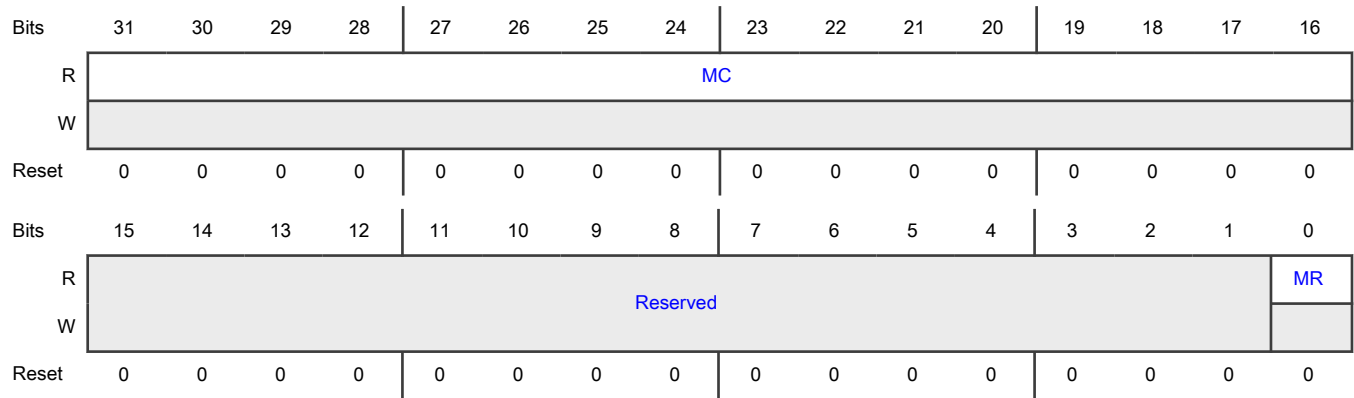 Bits 31 30 29 28 27 26 25 24 23 22 21 20 19 18 17 16
R MC
W
Reset 0 0 0 0 0 0 0 0 0 0 0 0 0 0 0 0
Bits 15 14 13 12 11 10 9 8 7 6 5 4 3 2 1 0
R MR
Reserved
W
Reset 0 0 0 0 0 0 0 0 0 0 0 0 0 0 0 0